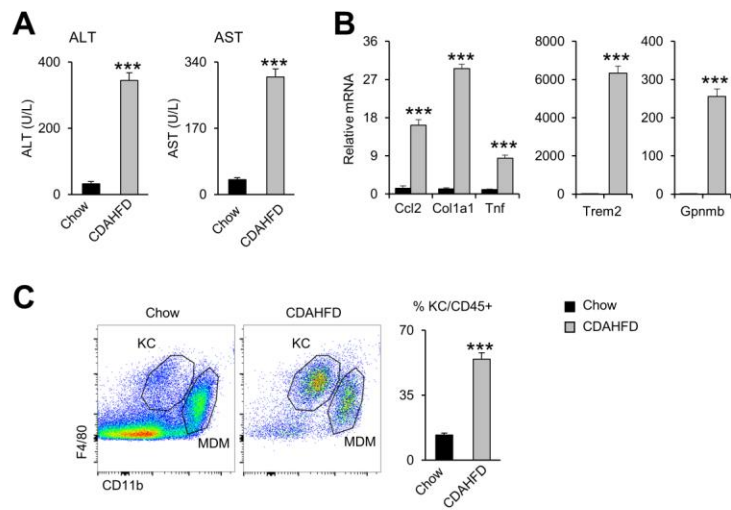 A
ALT
AST
ALT (U/L)
400
200
0
***
Chow
CDAHFD
AST (U/L)
340
170
0
***
Chow
CDAHFD
B
Relative mRNA
36
27
18
9
0
***
***
***
Ccl2 Col1a1 Tnf
8000
6000
4000
2000
0
***
Trem2
400
300
200
100
0
***
Gpnmb
C
Chow
CDAHFD
KC
MDM
KC
MDM
F4/80
CD11b
% KC/CD45+
70
35
0
***
Chow
CDAHFD
Chow
CDAHFD